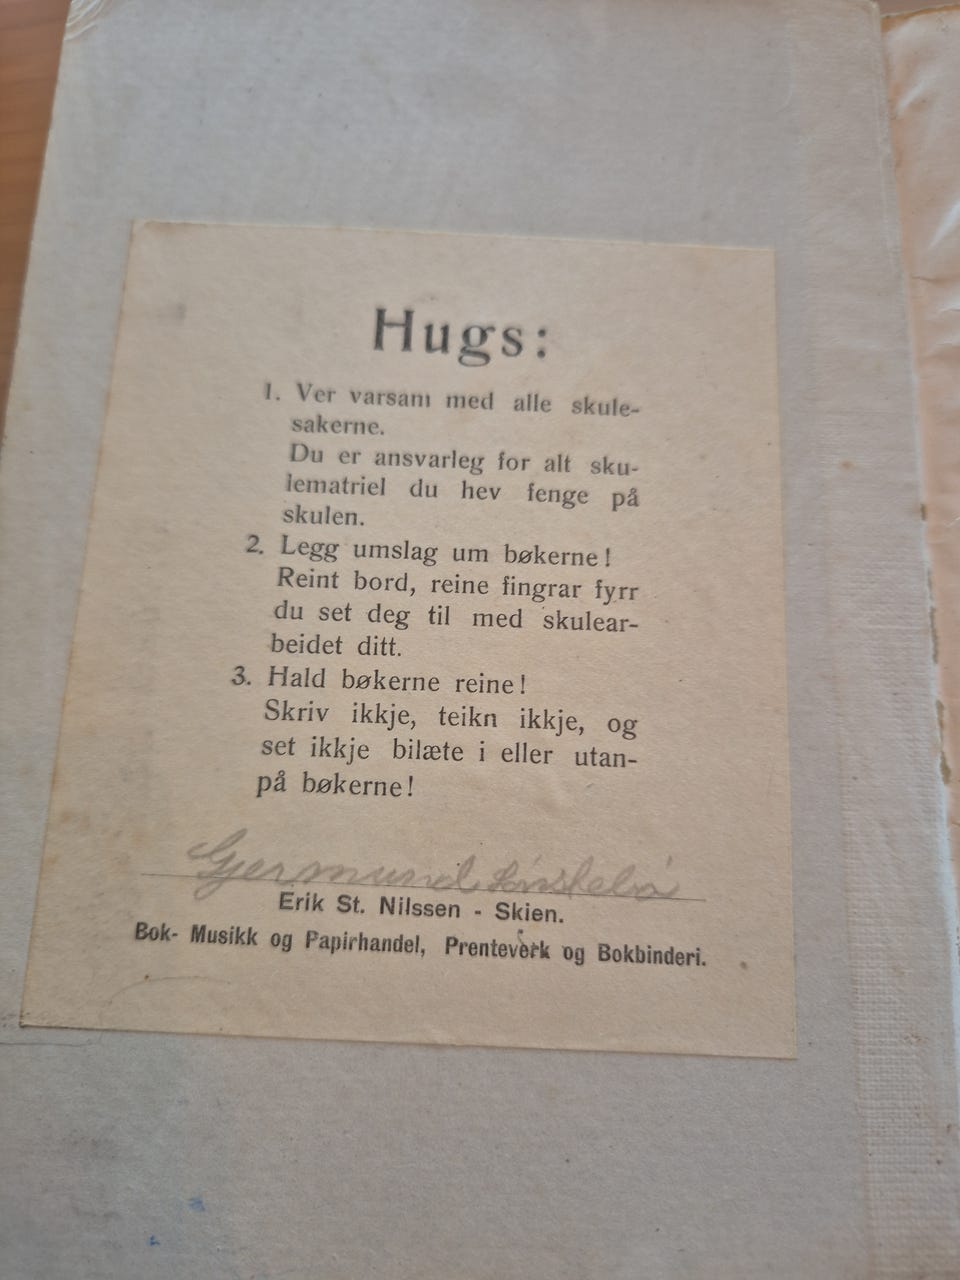 Hugs:
1. Ver varsam med alle skule-
sakerne.
Du er ansvarleg for alt sku-
lematriel du hev fenge på
skulen.
2. Legg umslag um bøkerne!
Reint bord, reine fingrar fyrr
du set deg til med skulear-
beidet ditt.
3. Hald bøkerne reine!
Skriv ikkje, teikn ikkje, og
set ikkje bilæte i eller utan-
på bøkerne!
Gjermund
Erik St. Nilssen - Skien.
Bok- Musikk og Papirhandel, Prenteverk og Bokbinderi.